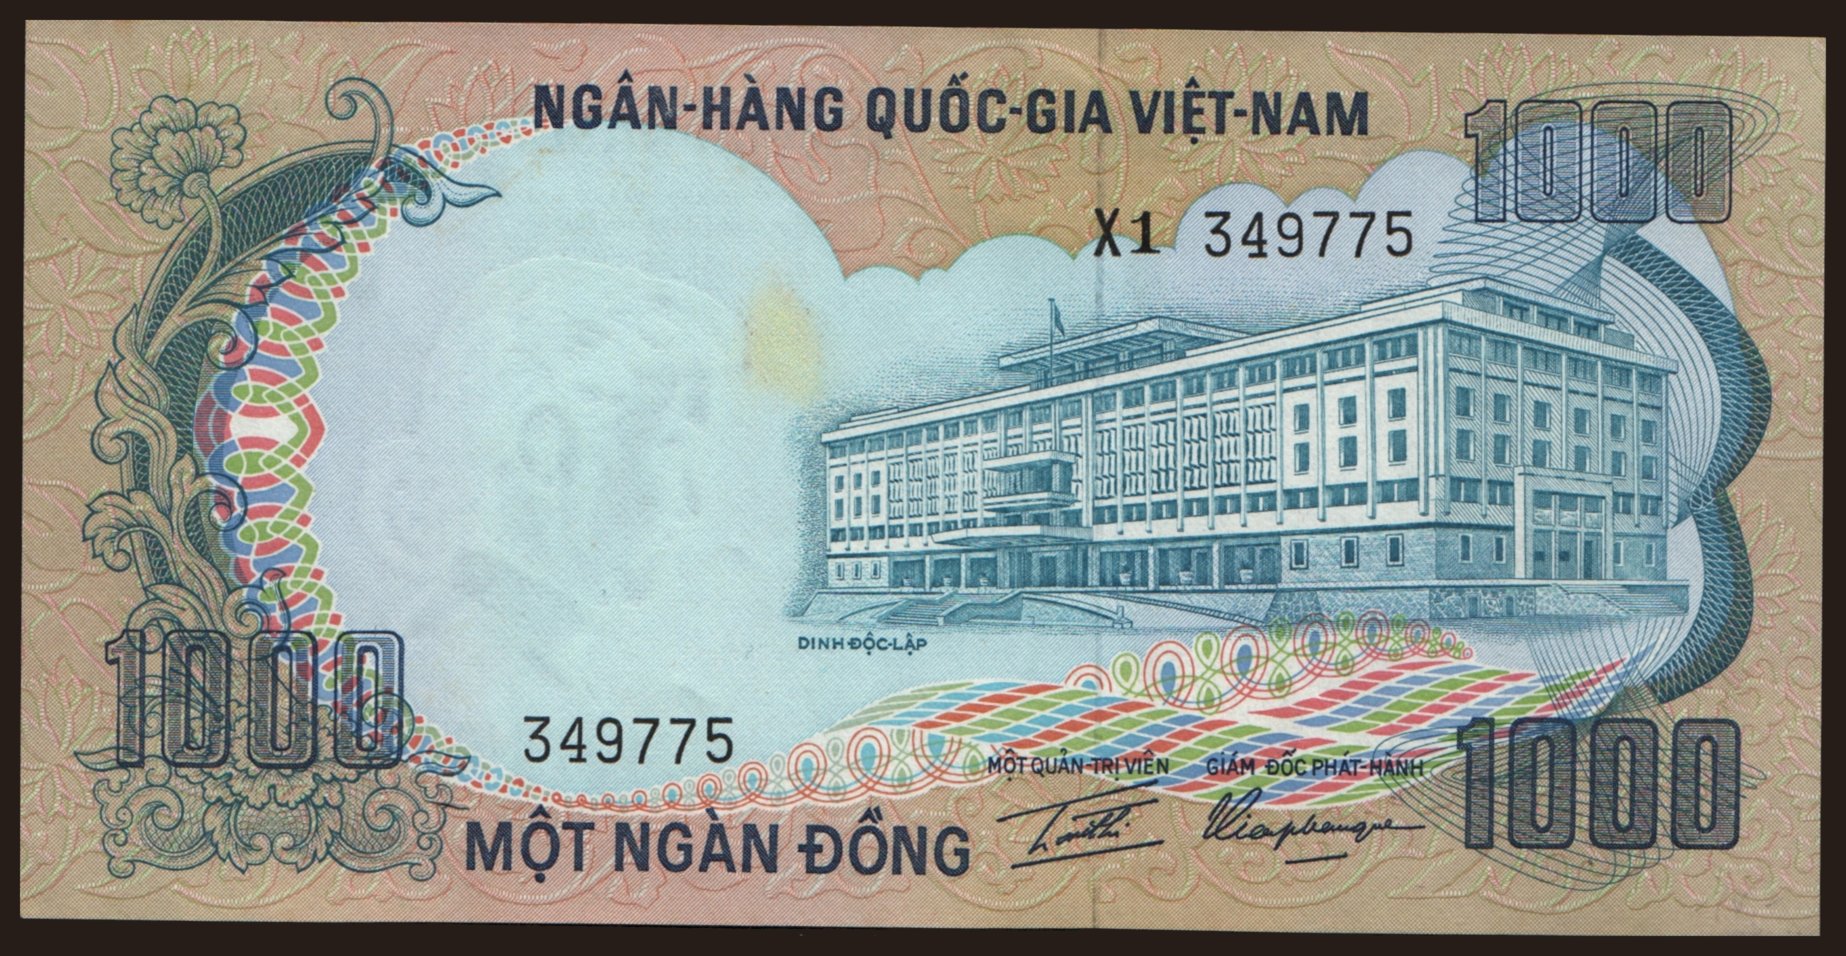 NGÂN-HÀNG QUỐC-GIA VIỆT-NAM
1000
X1 349775
DINH ĐỘC-LẬP
1000
349775
MỘT QUẢN-TRỊ VIÊN GIÁM ĐỐC PHÁT-HÀNH
1000
MỘT NGÀN ĐỒNG